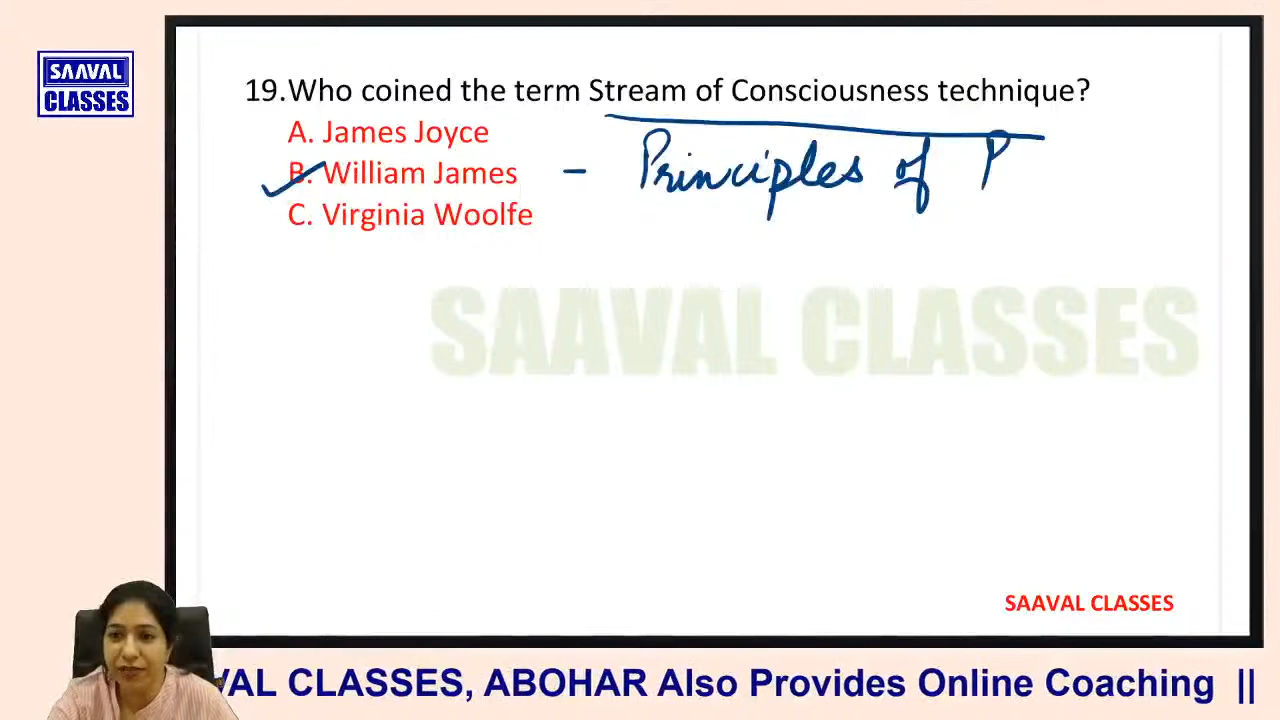 SAAVAL
CLASSES
19.Who coined the term Stream of Consciousness technique?
A. James Joyce
B. William James - Principles of P
C. Virginia Woolfe
SAAVAL CLASSES
SAAVAL CLASSES
VAL CLASSES, ABOHAR Also Provides Online Coaching ||